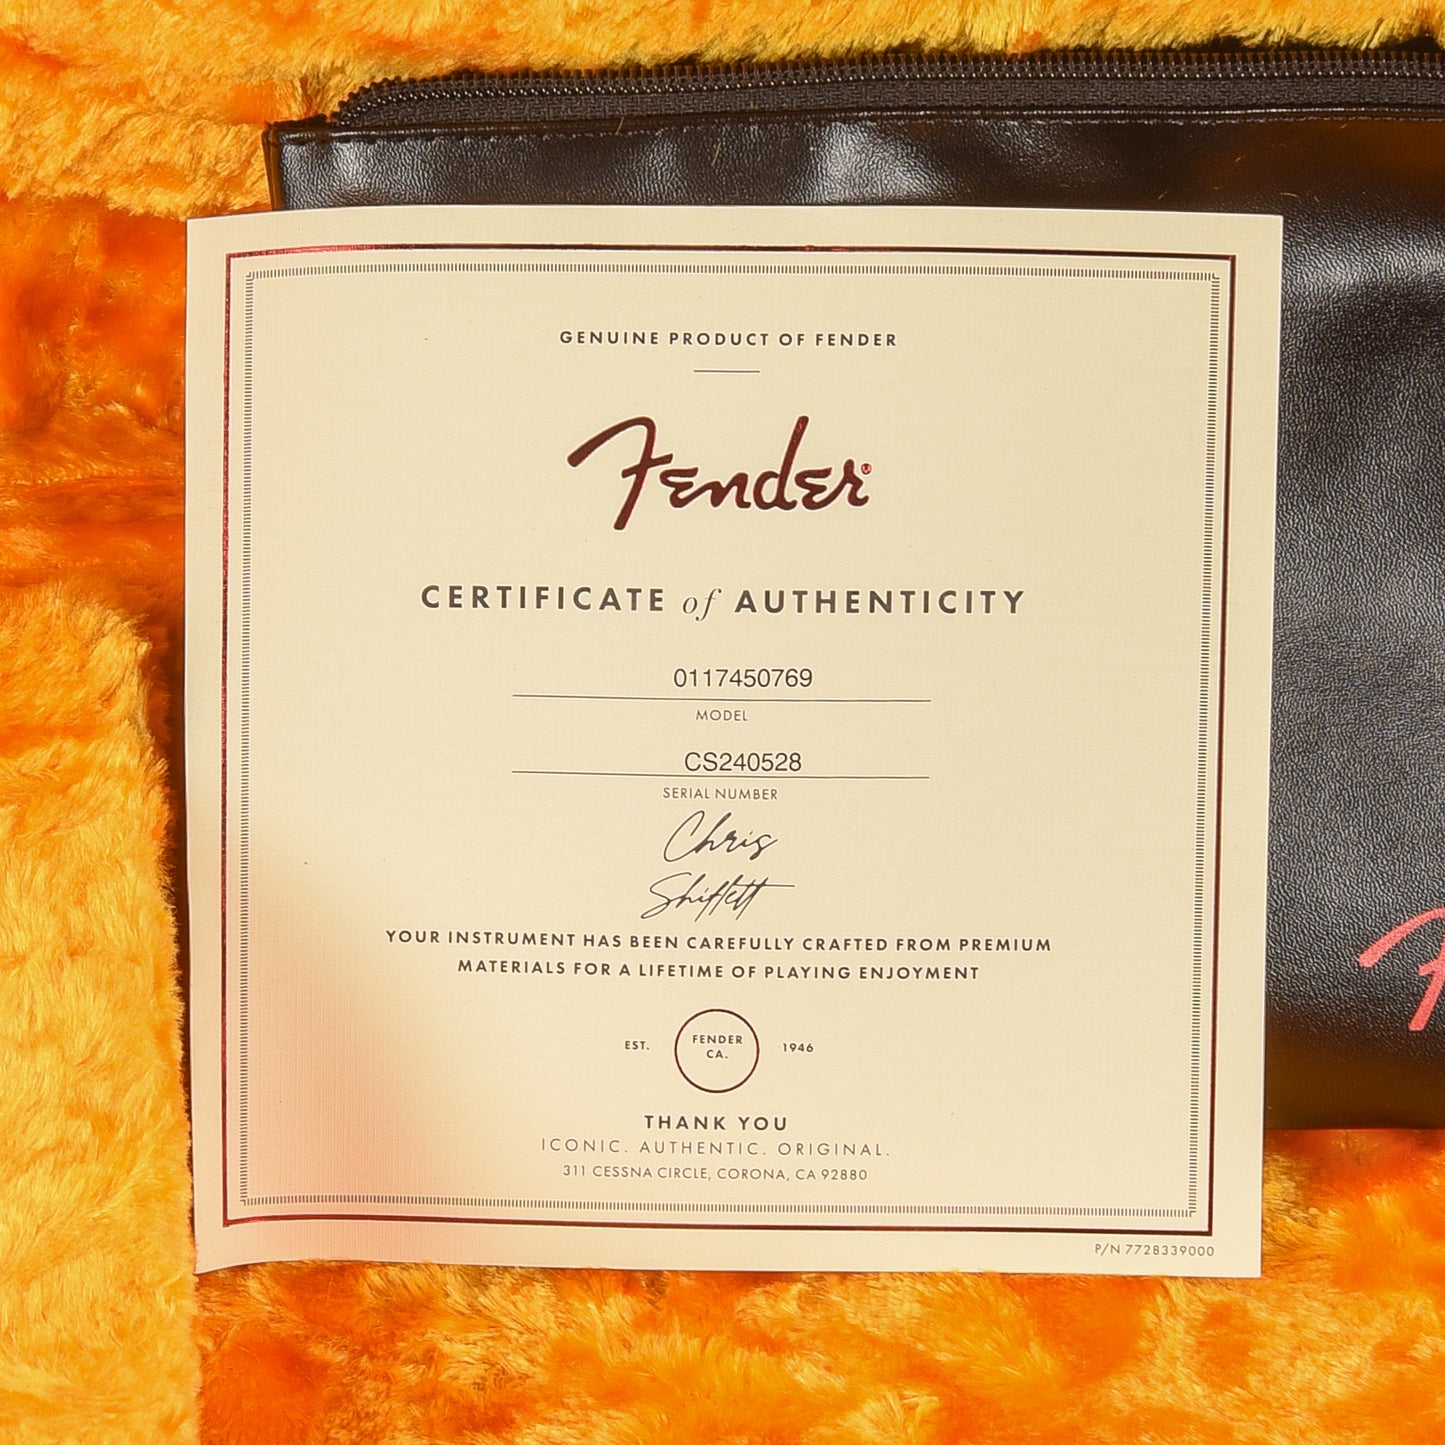 GENUINE PRODUCT OF FENDER
Fender®
CERTIFICATE of AUTHENTICITY
0117450769
MODEL
CS240528
SERIAL NUMBER
Chris
Shiflett
YOUR INSTRUMENT HAS BEEN CAREFULLY CRAFTED FROM PREMIUM
MATERIALS FOR A LIFETIME OF PLAYING ENJOYMENT
EST. FENDER CA. 1946
THANK YOU
ICONIC. AUTHENTIC. ORIGINAL.
311 CESSNA CIRCLE, CORONA, CA 92880
P/N 7728339000